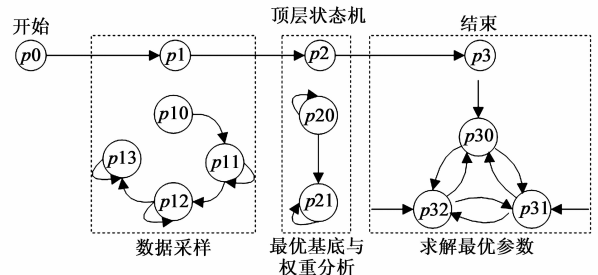 顶层状态机
开始
结束
p0
p1
p2
p3
p10
p20
p30
p13
p11
p12
p21
p32
p31
数据采样
最优基底与
权重分析
求解最优参数